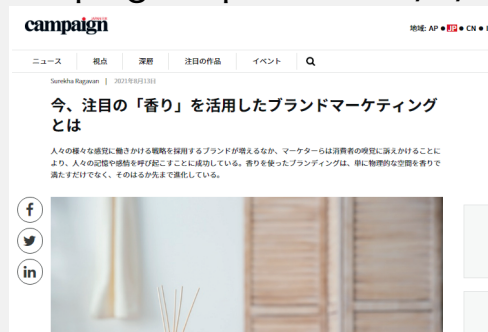 campaign
地域: AP ● JP ● CN ●
ニュース 視点 深層 注目の作品 イベント
Surekha Ragavan | 2021年8月13日
今、注目の「香り」を活用したブランドマーケティング
とは
人々の様々な感覚に働きかける戦略を採用するブランドが増えるなか、マーケターらは消費者の嗅覚に訴えかけることに
より、人々の記憶や感情を呼び起こすことに成功している。香りを使ったブランディングは、単に物理的な空間を香りで
満たすだけでなく、そのはるか先まで進化している。